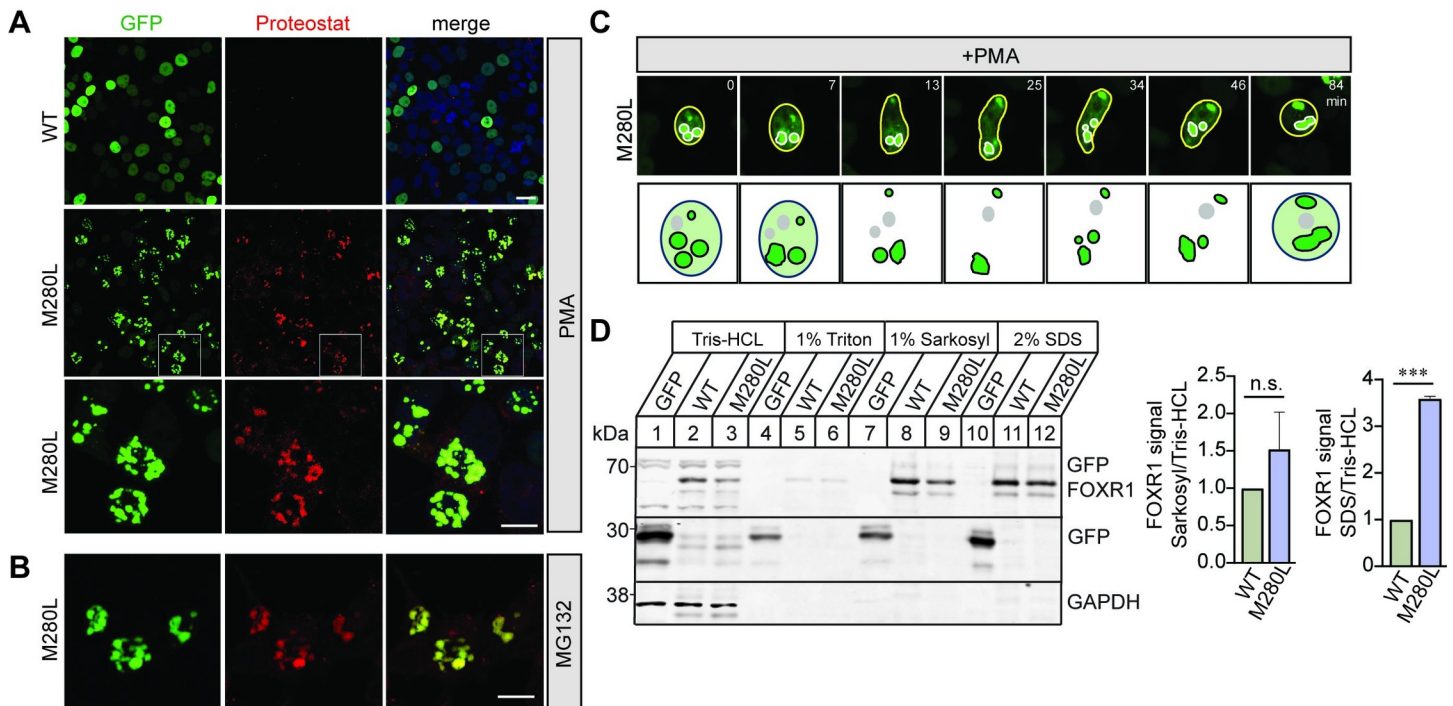 A
GFP
Proteostat
merge
WT
M280L
M280L
PMA
B
M280L
MG132
C
+PMA
M280L
0
7
13
25
34
46
84
min
D
Tris-HCL
1% Triton
1% Sarkosyl
2% SDS
GFP
WT
M280L
GFP
WT
M280L
GFP
WT
M280L
GFP
WT
M280L
kDa
1
2
3
4
5
6
7
8
9
10
11
12
70
GFP
FOXR1
30
GFP
38
GAPDH
FOXR1 signal
Sarkosyl/Tris-HCL
2.5
2.0
1.5
1.0
0.5
0.0
n.s.
WT
M280L
FOXR1 signal
SDS/Tris-HCL
4
3
2
1
0
***
WT
M280L